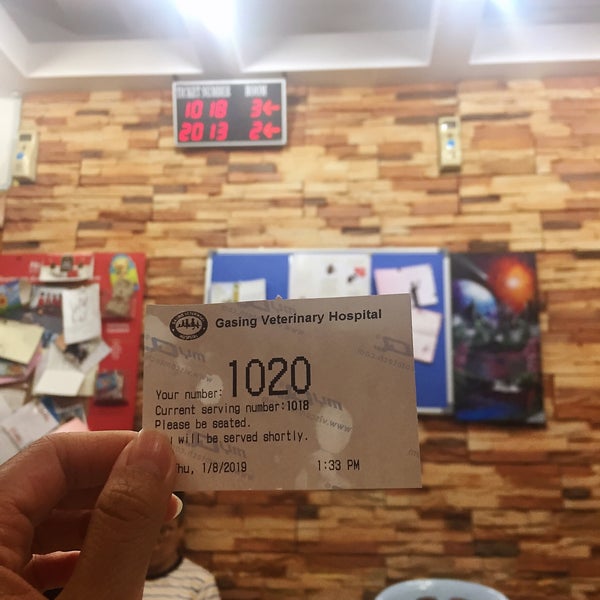 TICKET NUMBER ROOM
1018 3←
2013 2←
Gasing Veterinary Hospital
Your number: 1020
Current serving number:1018
Please be seated.
will be served shortly.
Thu, 1/8/2019 1:33 PM